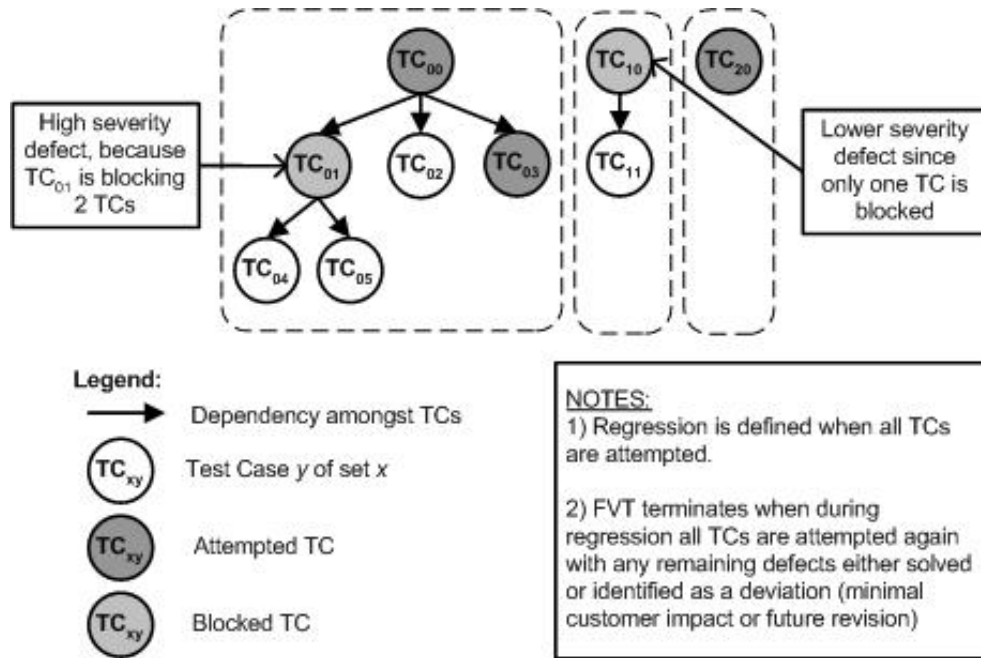 TC00
TC10
TC20
High severity
defect, because
TC01 is blocking
2 TCs
TC01
TC02
TC03
TC11
Lower severity
defect since
only one TC is
blocked
TC04
TC05
Legend:
Dependency amongst TCs
TCxy
Test Case y of set x
TCxy
Attempted TC
TCxy
Blocked TC
NOTES:
1) Regression is defined when all TCs
are attempted.
2) FVT terminates when during
regression all TCs are attempted again
with any remaining defects either solved
or identified as a deviation (minimal
customer impact or future revision)